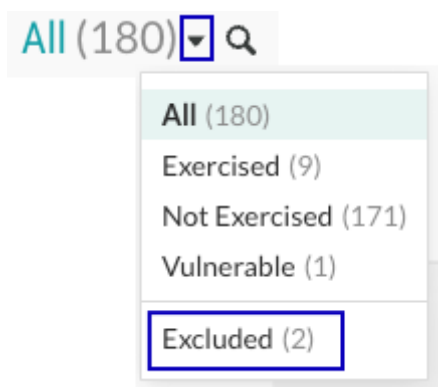 All (180)
All (180)
Exercised (9)
Not Exercised (171)
Vulnerable (1)
Excluded (2)